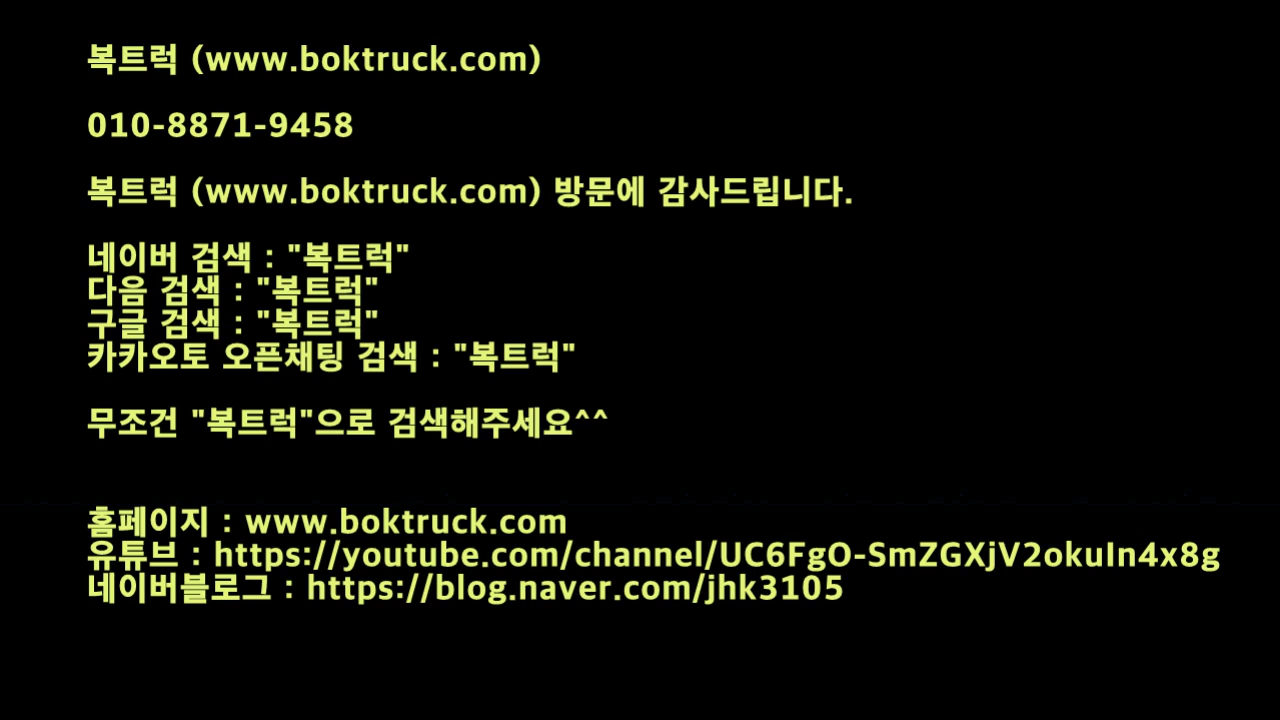 복트럭 (www.boktruck.com)
010-8871-9458
복트럭 (www.boktruck.com) 방문에 감사드립니다.
네이버 검색 : "복트럭"
다음 검색 : "복트럭"
구글 검색 : "복트럭"
카카오토 오픈채팅 검색 : "복트럭"
무조건 "복트럭"으로 검색해주세요^^
홈페이지 : www.boktruck.com
유튜브 : https://youtube.com/channel/UC6FgO-SmZGXjV2okuIn4x8g
네이버블로그 : https://blog.naver.com/jhk3105